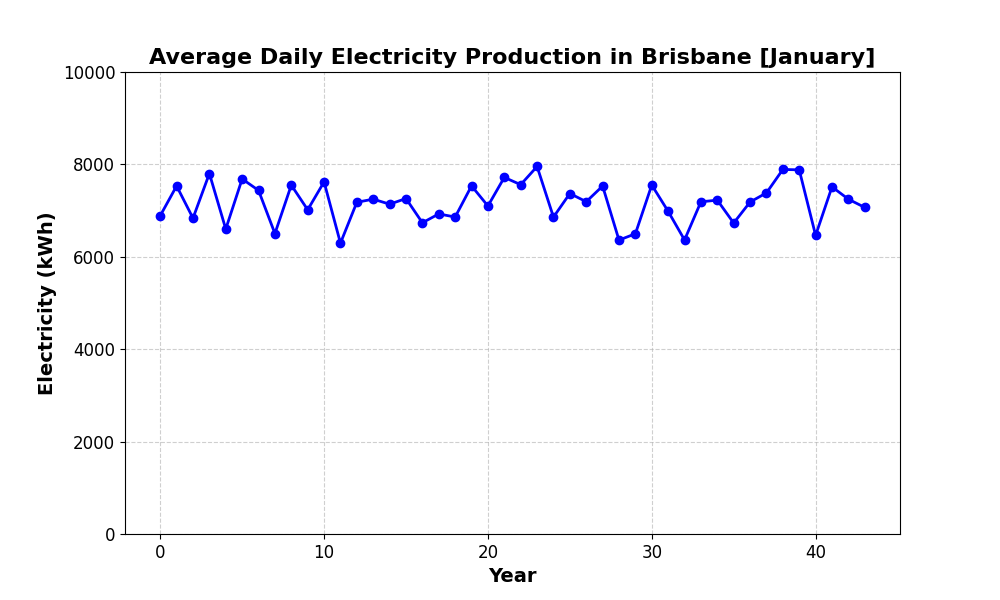 Average Daily Electricity Production in Brisbane [January]
10000
8000
6000
4000
2000
0
Electricity (kWh)
0 10 20 30 40
Year